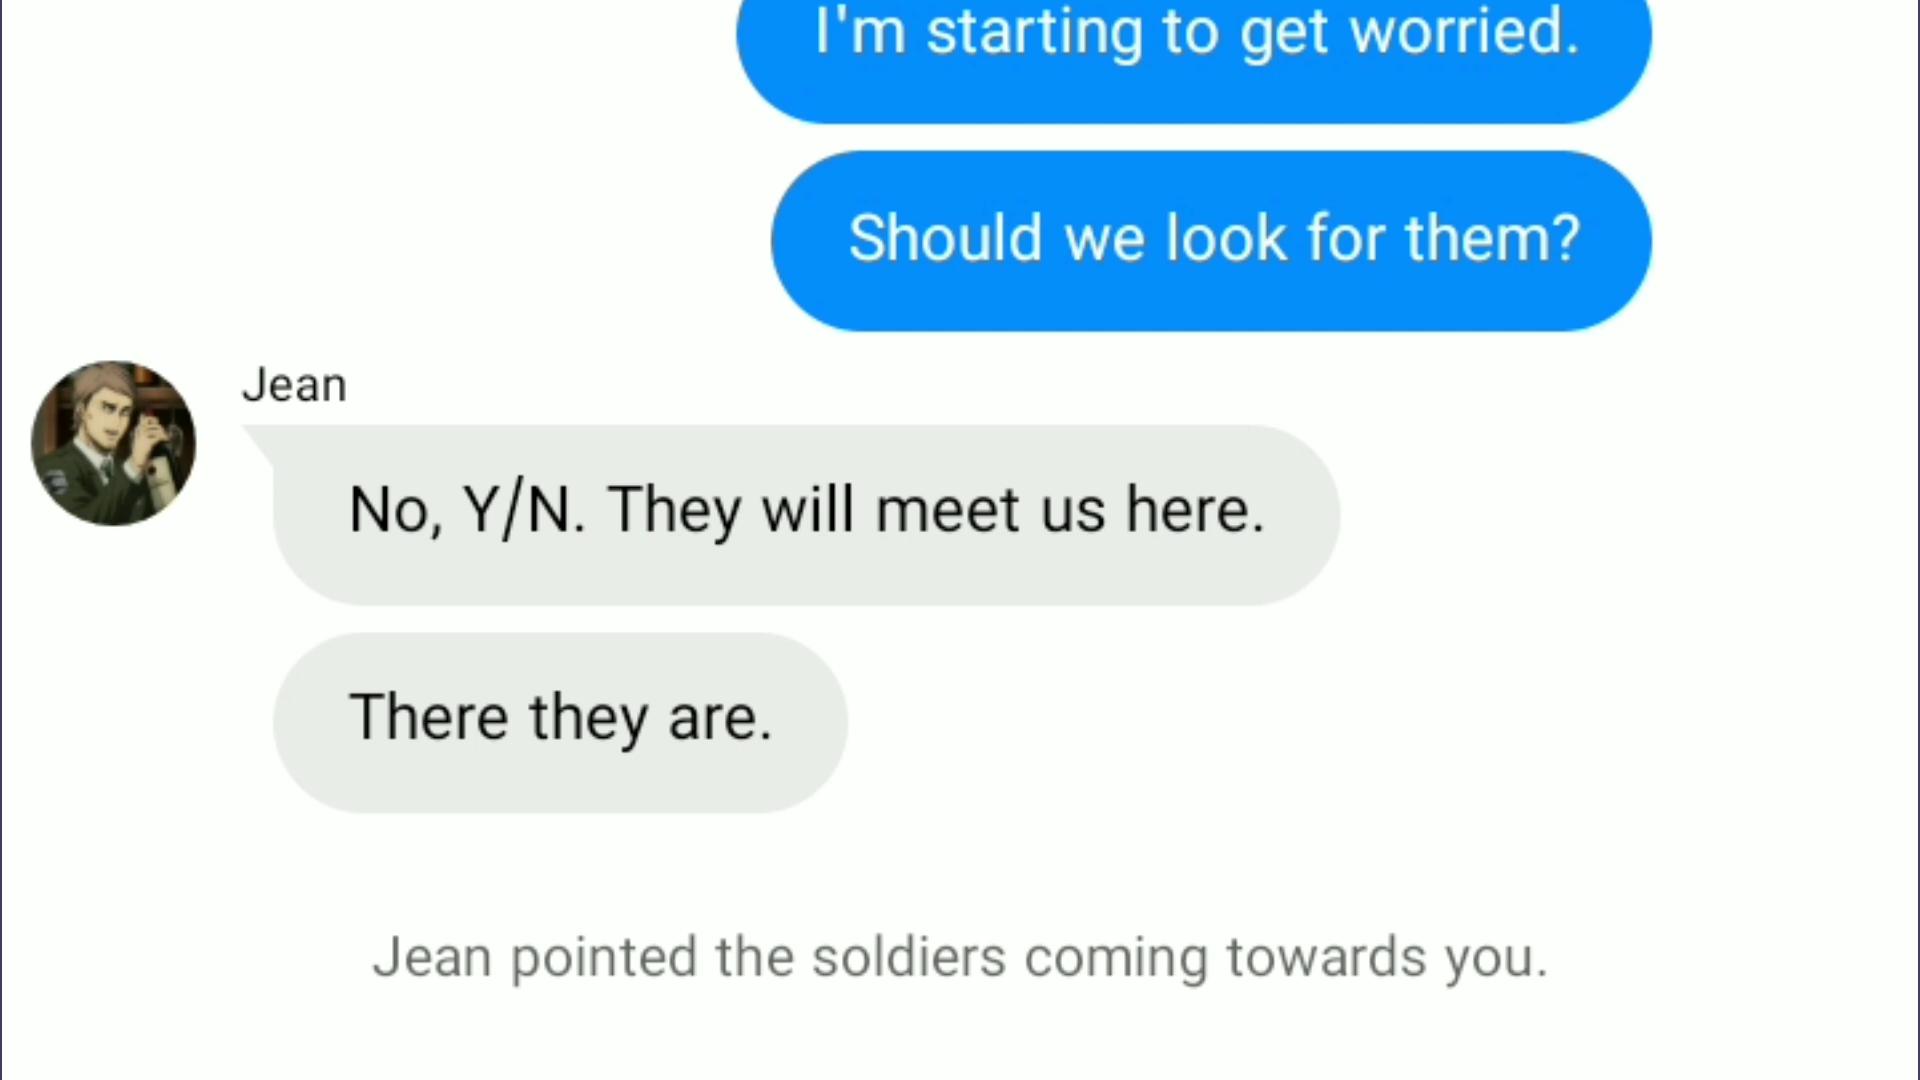 I'm starting to get worried.
Should we look for them?
Jean
No, Y/N. They will meet us here.
There they are.
Jean pointed the soldiers coming towards you.